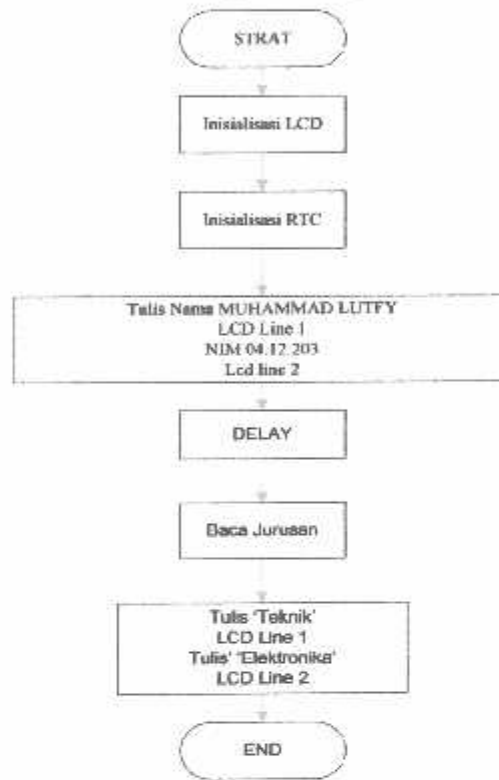 STRAT
Inisialisasi LCD
Inisialisasi RTC
Tulis Nama MUHAMMAD LUTFY
LCD Line 1
NIM 04.12.203
Lcd line 2
DELAY
Baca Jurusan
Tulis 'Teknik'
LCD Line 1
Tulis' 'Elektronika'
LCD Line 2
END